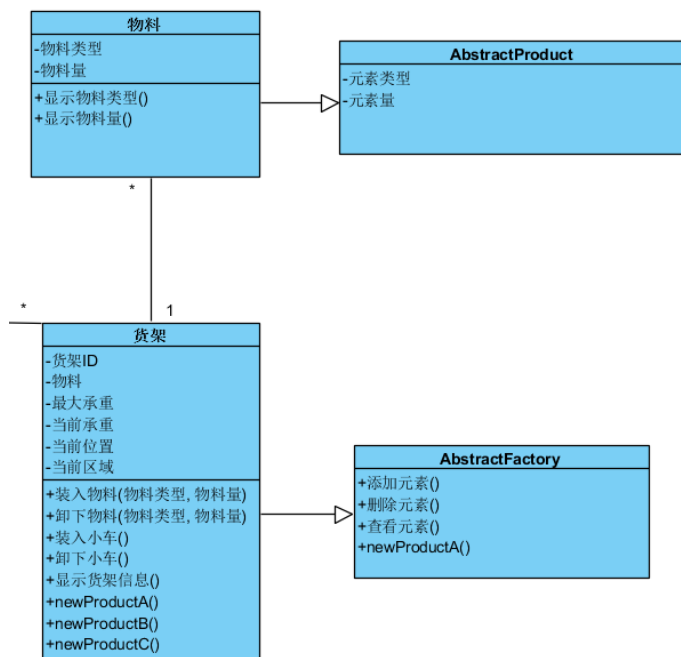 物料
-物料类型
-物料量
+显示物料类型()
+显示物料量()
AbstractProduct
-元素类型
-元素量
*
1
*
货架
-货架ID
-物料
-最大承重
-当前承重
-当前位置
-当前区域
+装入物料(物料类型, 物料量)
+卸下物料(物料类型, 物料量)
+装入小车()
+卸下小车()
+显示货架信息()
+newProductA()
+newProductB()
+newProductC()
AbstractFactory
+添加元素()
+删除元素()
+查看元素()
+newProductA()